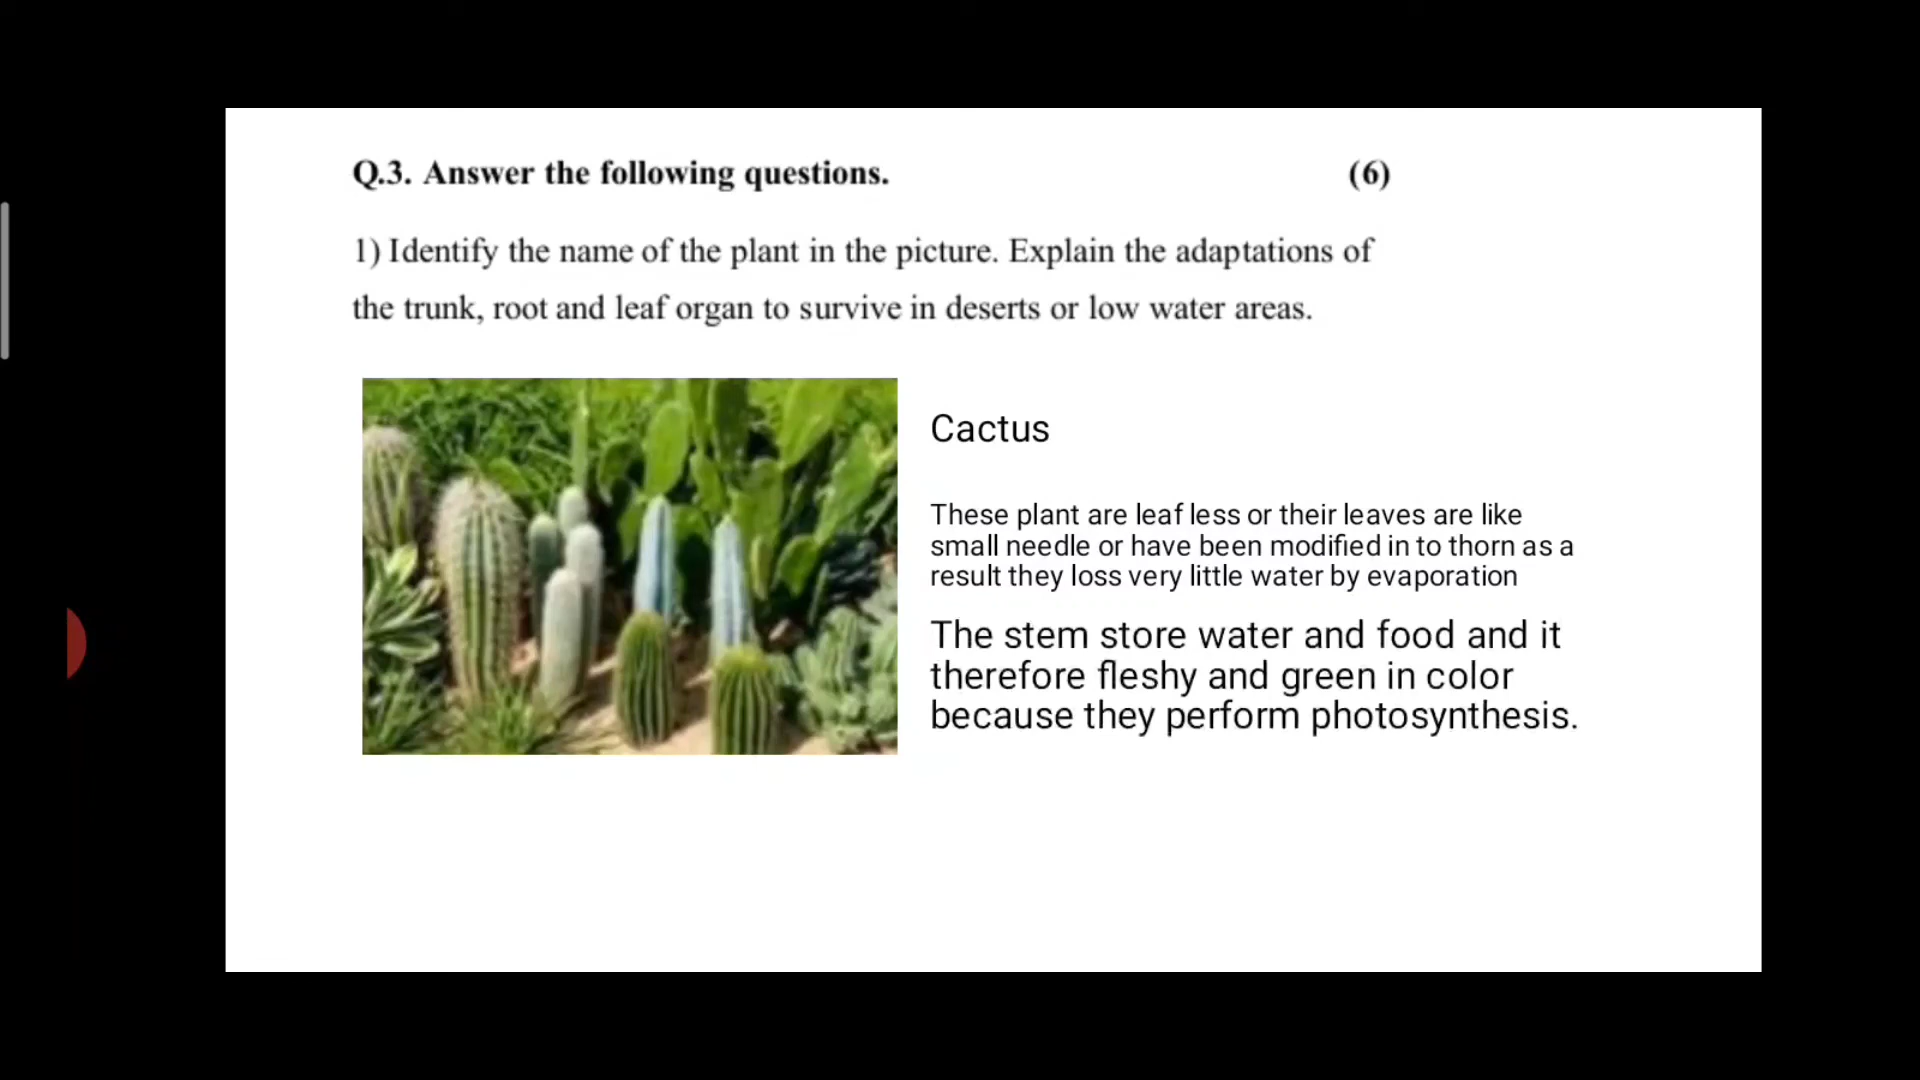 Q.3. Answer the following questions. (6)
1) Identify the name of the plant in the picture. Explain the adaptations of
the trunk, root and leaf organ to survive in deserts or low water areas.
Cactus
These plant are leaf less or their leaves are like
small needle or have been modified in to thorn as a
result they loss very little water by evaporation
The stem store water and food and it
therefore fleshy and green in color
because they perform photosynthesis.